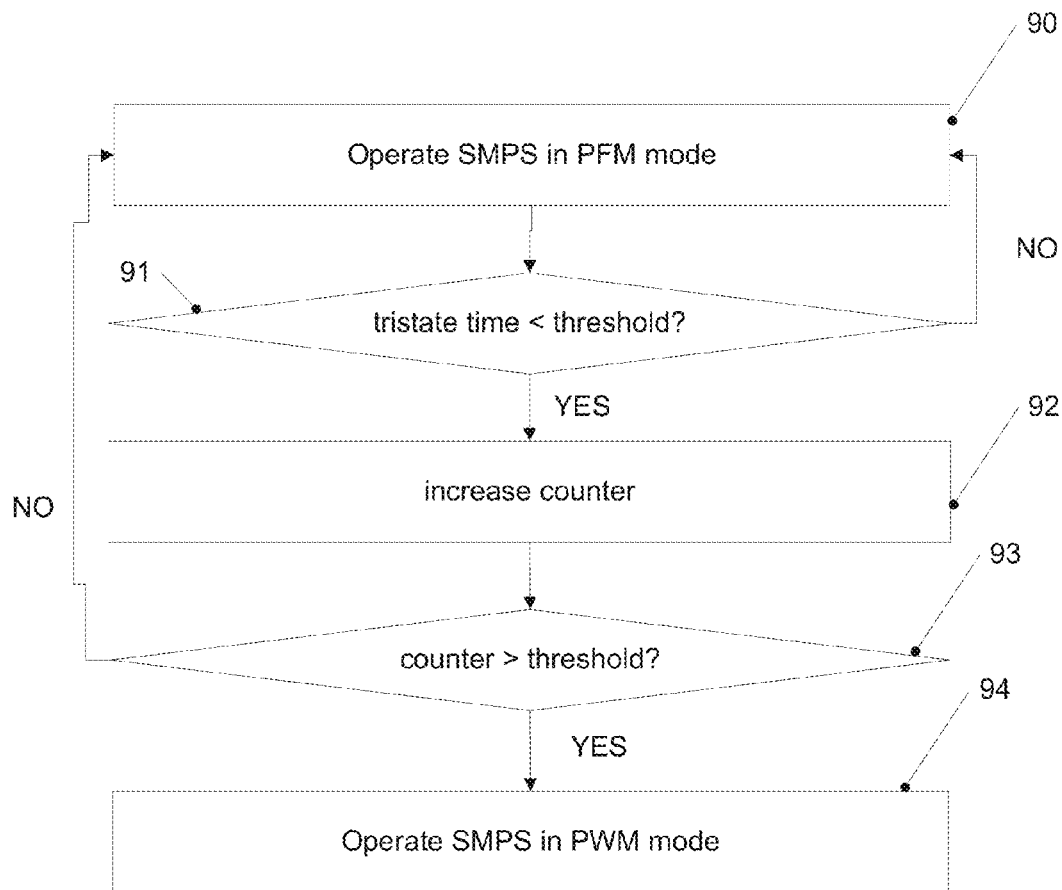 90
Operate SMPS in PFM mode
NO
91
tristate time < threshold?
YES
92
increase counter
NO
93
counter > threshold?
94
YES
Operate SMPS in PWM mode